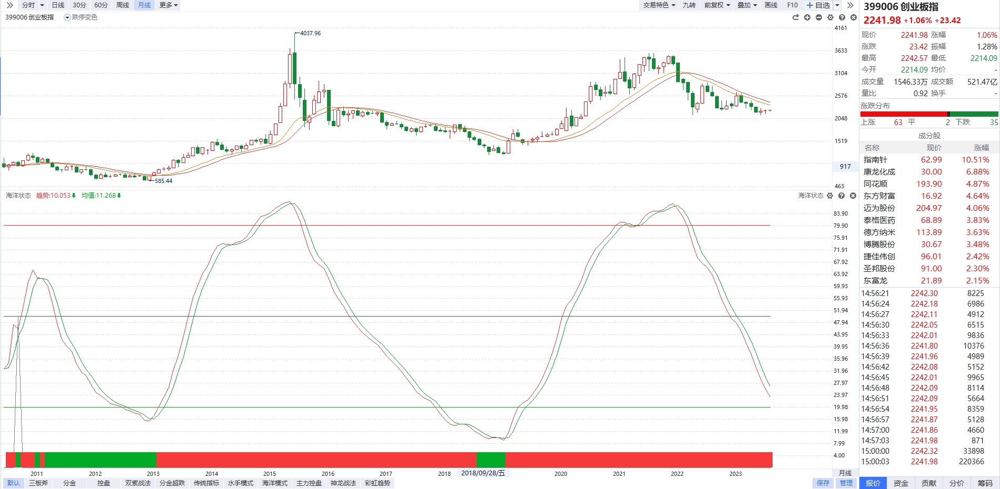 分时 日线 30分 60分 周线 月线 更多 交易特色 九转 前复权 叠加 画线 F10 自选
399006 创业板指 跌停变色
4161
4037.96
3633
3104
2576
2048
1519
917
585.44
463
海洋状态 趋势:10.053 均值:11.268 海洋状态
83.90
79.90
75.91
71.91
67.92
63.92
59.93
55.93
51.94
47.94
43.95
39.95
35.96
31.96
27.97
23.97
19.98
15.98
11.99
7.99
4.00
2011 2012 2013 2014 2015 2016 2017 2018 2018/09/28/五 2020 2021 2022 2023 月线
默认 三板斧 分金 控盘 双紫战法 分金超跌 传统指标 水手模式 海洋模式 主力控盘 神龙战法 彩虹趋势 保存 管理
399006 创业板指
2241.98 +1.06% +23.42
现价 2241.98 涨幅 1.06%
涨跌 23.42 振幅 1.28%
最高 2242.57 最低 2214.09
今开 2214.09 均价 -
成交量 1546.33万 成交额 521.47亿
量比 0.92 换手 -
涨跌分布
上涨 63 平 2 下跌 35
成分股
名称 现价 涨幅
指南针 62.99 10.51%
康龙化成 30.00 6.88%
同花顺 193.90 4.87%
东方财富 16.92 4.64%
迈为股份 204.97 4.06%
泰格医药 68.89 3.83%
德方纳米 113.89 3.63%
博腾股份 30.67 3.48%
捷佳伟创 96.01 2.42%
圣邦股份 91.00 2.30%
东富龙 21.89 2.15%
14:56:21 2242.30 8225
14:56:24 2242.18 6986
14:56:27 2242.11 4912
14:56:30 2242.05 6515
14:56:33 2242.01 9836
14:56:36 2241.80 10376
14:56:39 2241.96 4989
14:56:42 2242.08 5152
14:56:45 2242.01 9965
14:56:48 2242.09 8114
14:56:51 2242.09 5664
14:56:54 2241.95 8359
14:56:57 2241.87 5128
14:57:00 2241.86 4660
14:57:03 2241.98 871
15:00:00 2242.32 33898
15:00:03 2241.98 220366
报价 资金 贡献 分价 筹码